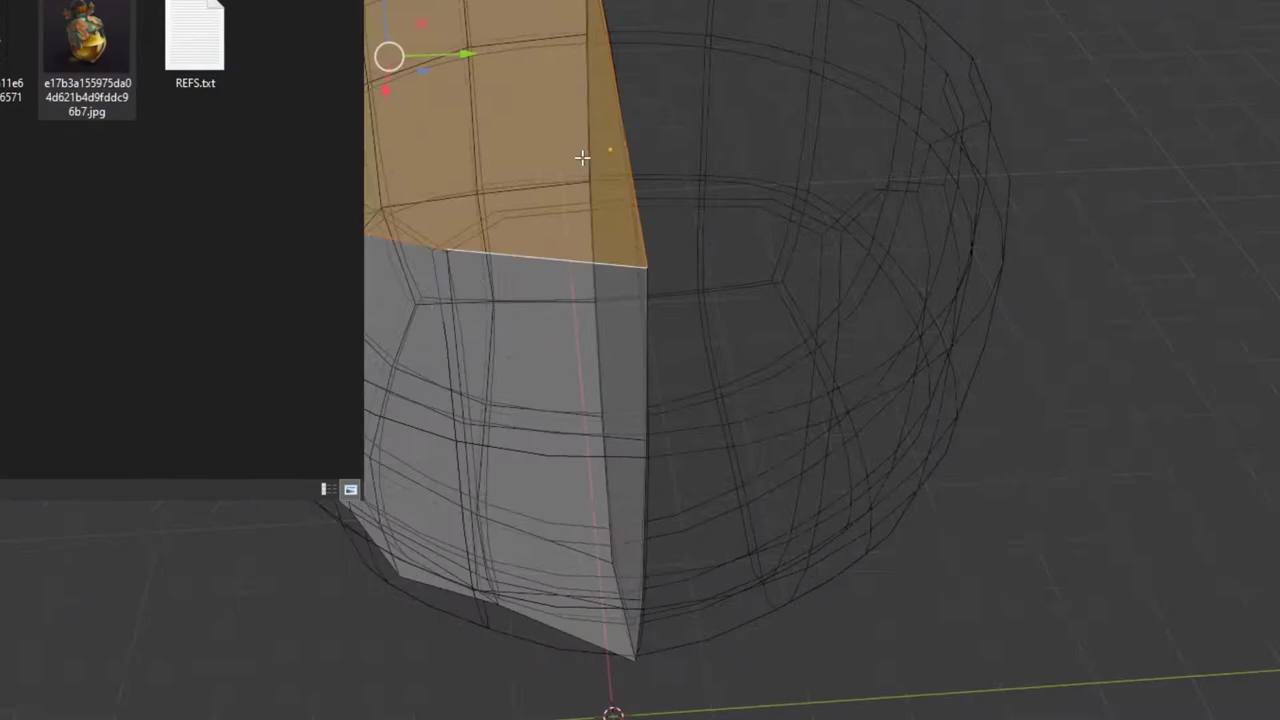 11e6
6571
e17b3a155975da0
4d621b4d9fddc9
6b7.jpg
REFS.txt